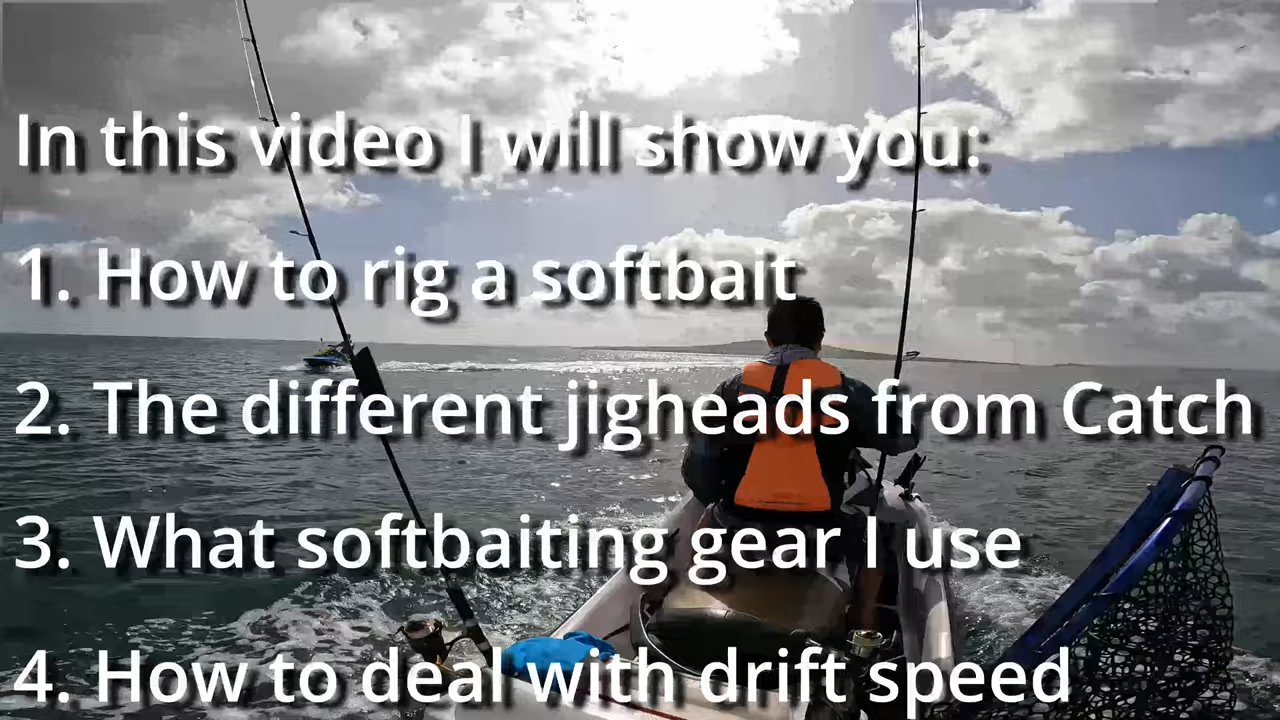 In this video I will show you:
1. How to rig a softbait
2. The different jigheads from Catch
3. What softbaiting gear I use
4. How to deal with drift speed